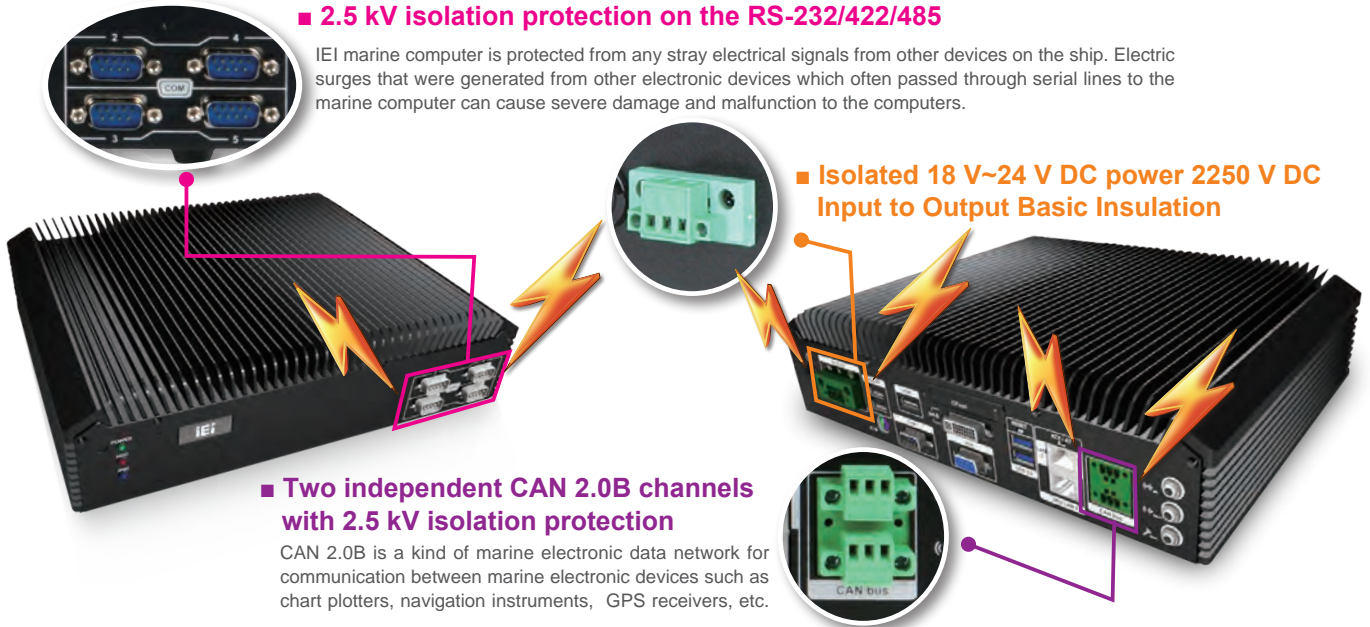 ■ 2.5 kV isolation protection on the RS-232/422/485
IEI marine computer is protected from any stray electrical signals from other devices on the ship. Electric
surges that were generated from other electronic devices which often passed through serial lines to the
marine computer can cause severe damage and malfunction to the computers.
2 4
COM
3 5
■ Isolated 18 V~24 V DC power 2250 V DC
Input to Output Basic Insulation
iEi
POWER
■ Two independent CAN 2.0B channels
with 2.5 kV isolation protection
CAN 2.0B is a kind of marine electronic data network for
communication between marine electronic devices such as
chart plotters, navigation instruments, GPS receivers, etc.
CAN bus
CAN bus